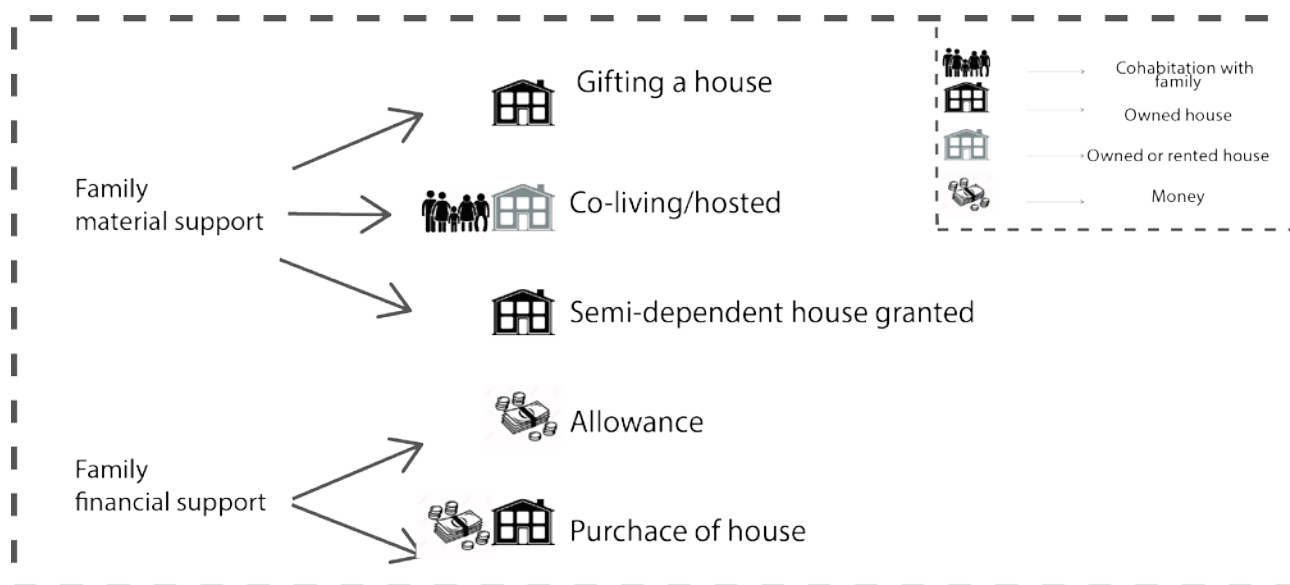 Gifting a house
Family
material support
Co-living/hosted
Semi-dependent house granted
Allowance
Family
financial support
Purchace of house
Cohabitation with
family
Owned house
Owned or rented house
Money